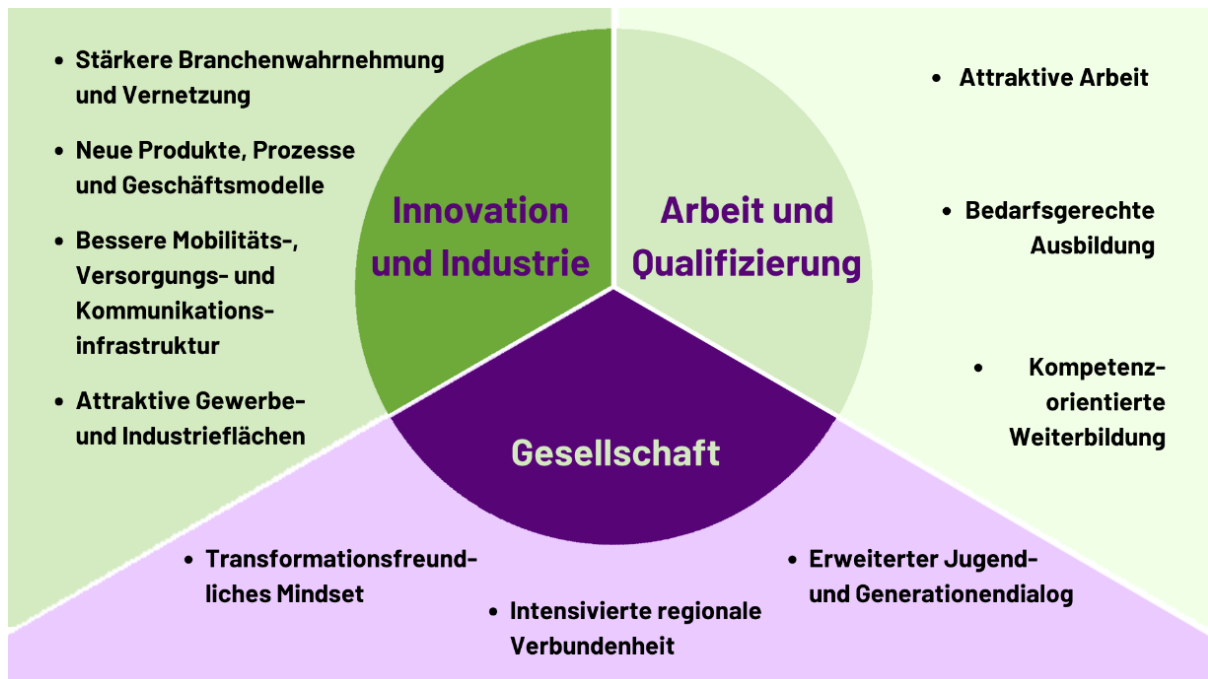 • Stärkere Branchenwahrnehmung
und Vernetzung
• Neue Produkte, Prozesse
und Geschäftsmodelle
• Bessere Mobilitäts-,
Versorgungs- und
Kommunikations-
infrastruktur
• Attraktive Gewerbe-
und Industrieflächen
Innovation
und Industrie
Arbeit und
Qualifizierung
• Attraktive Arbeit
• Bedarfsgerechte
Ausbildung
• Kompetenz-
orientierte
Weiterbildung
Gesellschaft
• Transformationsfreund-
liches Mindset
• Intensivierte regionale
Verbundenheit
• Erweiterter Jugend-
und Generationendialog